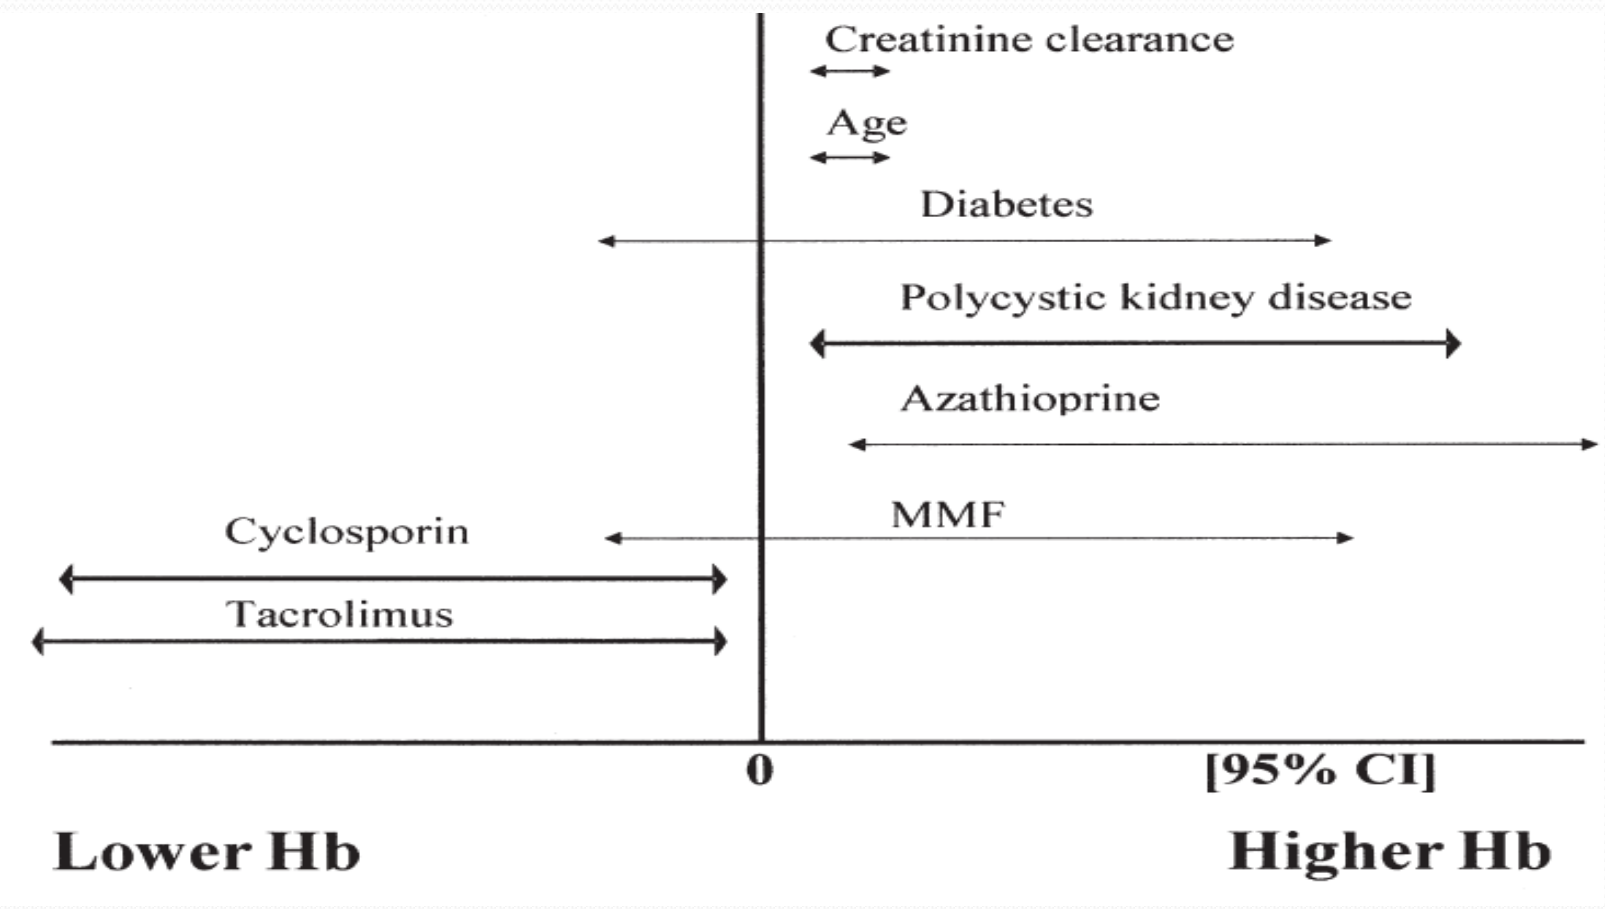 Creatinine clearance
Age
Diabetes
Polycystic kidney disease
Azathioprine
MMF
Cyclosporin
Tacrolimus
0
[95% CI]
Lower Hb
Higher Hb